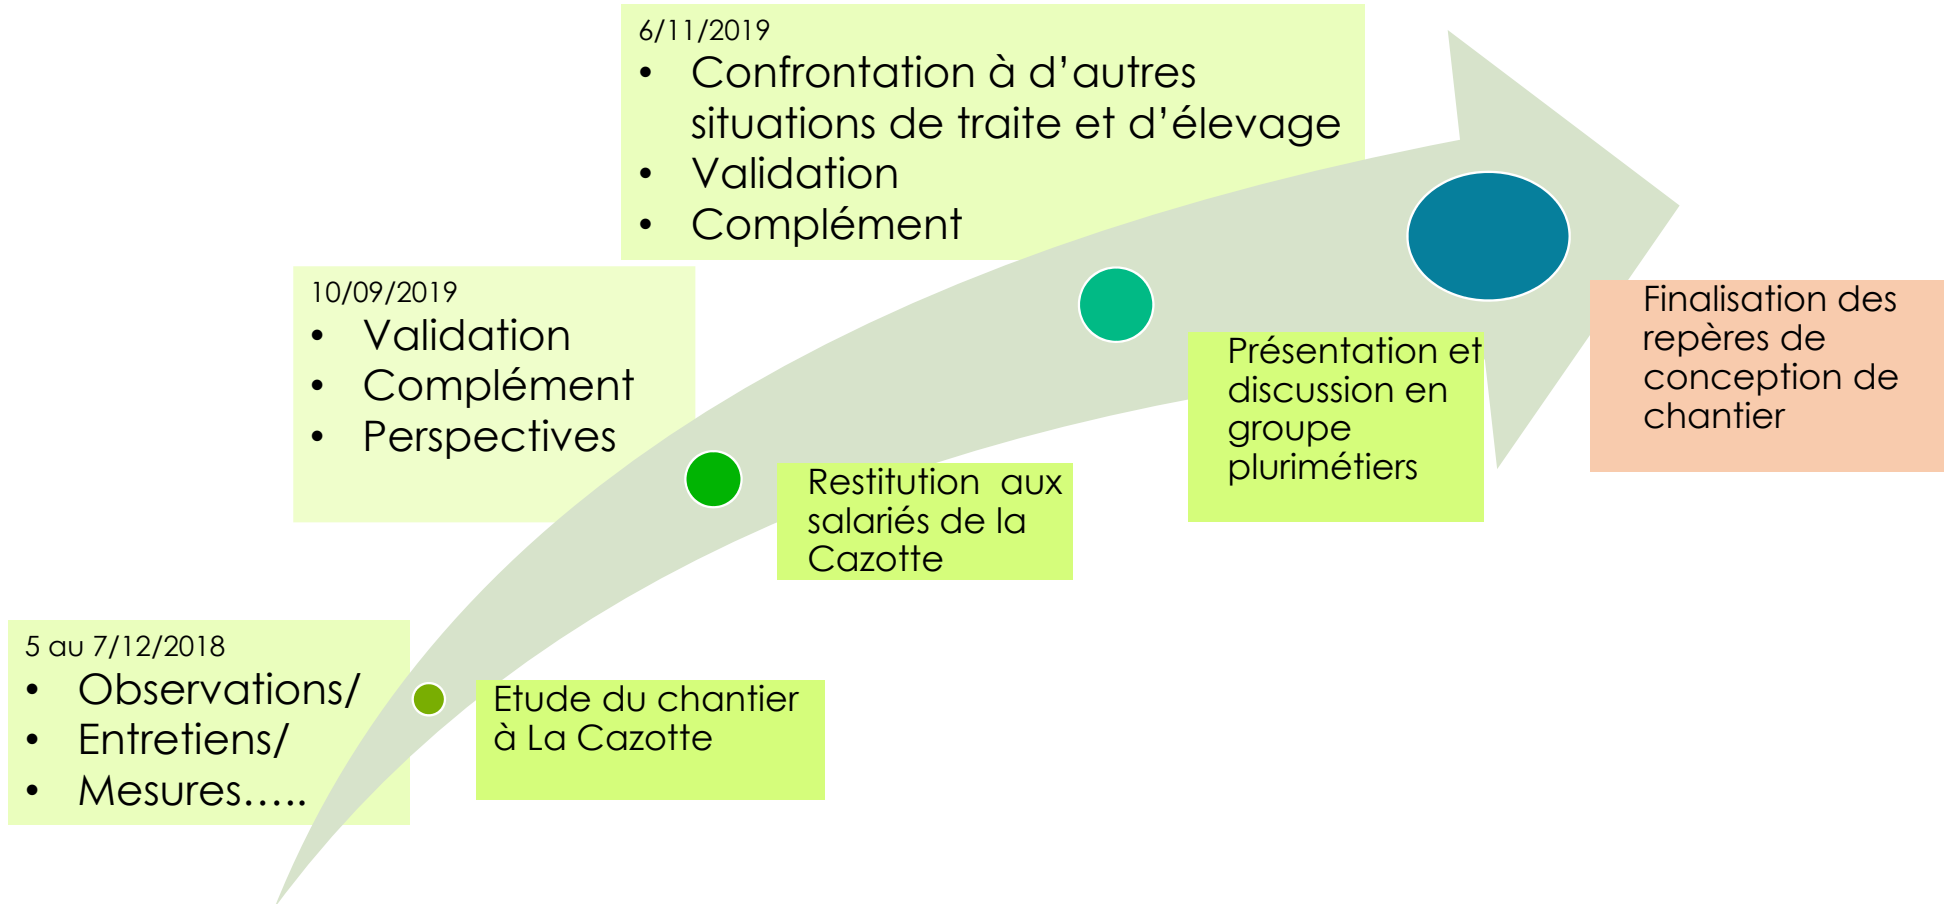 6/11/2019
• Confrontation à d’autres
situations de traite et d’élevage
• Validation
• Complément
10/09/2019
• Validation
• Complément
• Perspectives
5 au 7/12/2018
• Observations/
• Entretiens/
• Mesures…..
Etude du chantier
à La Cazotte
Restitution aux
salariés de la
Cazotte
Présentation et
discussion en
groupe
plurimétiers
Finalisation des
repères de
conception de
chantier